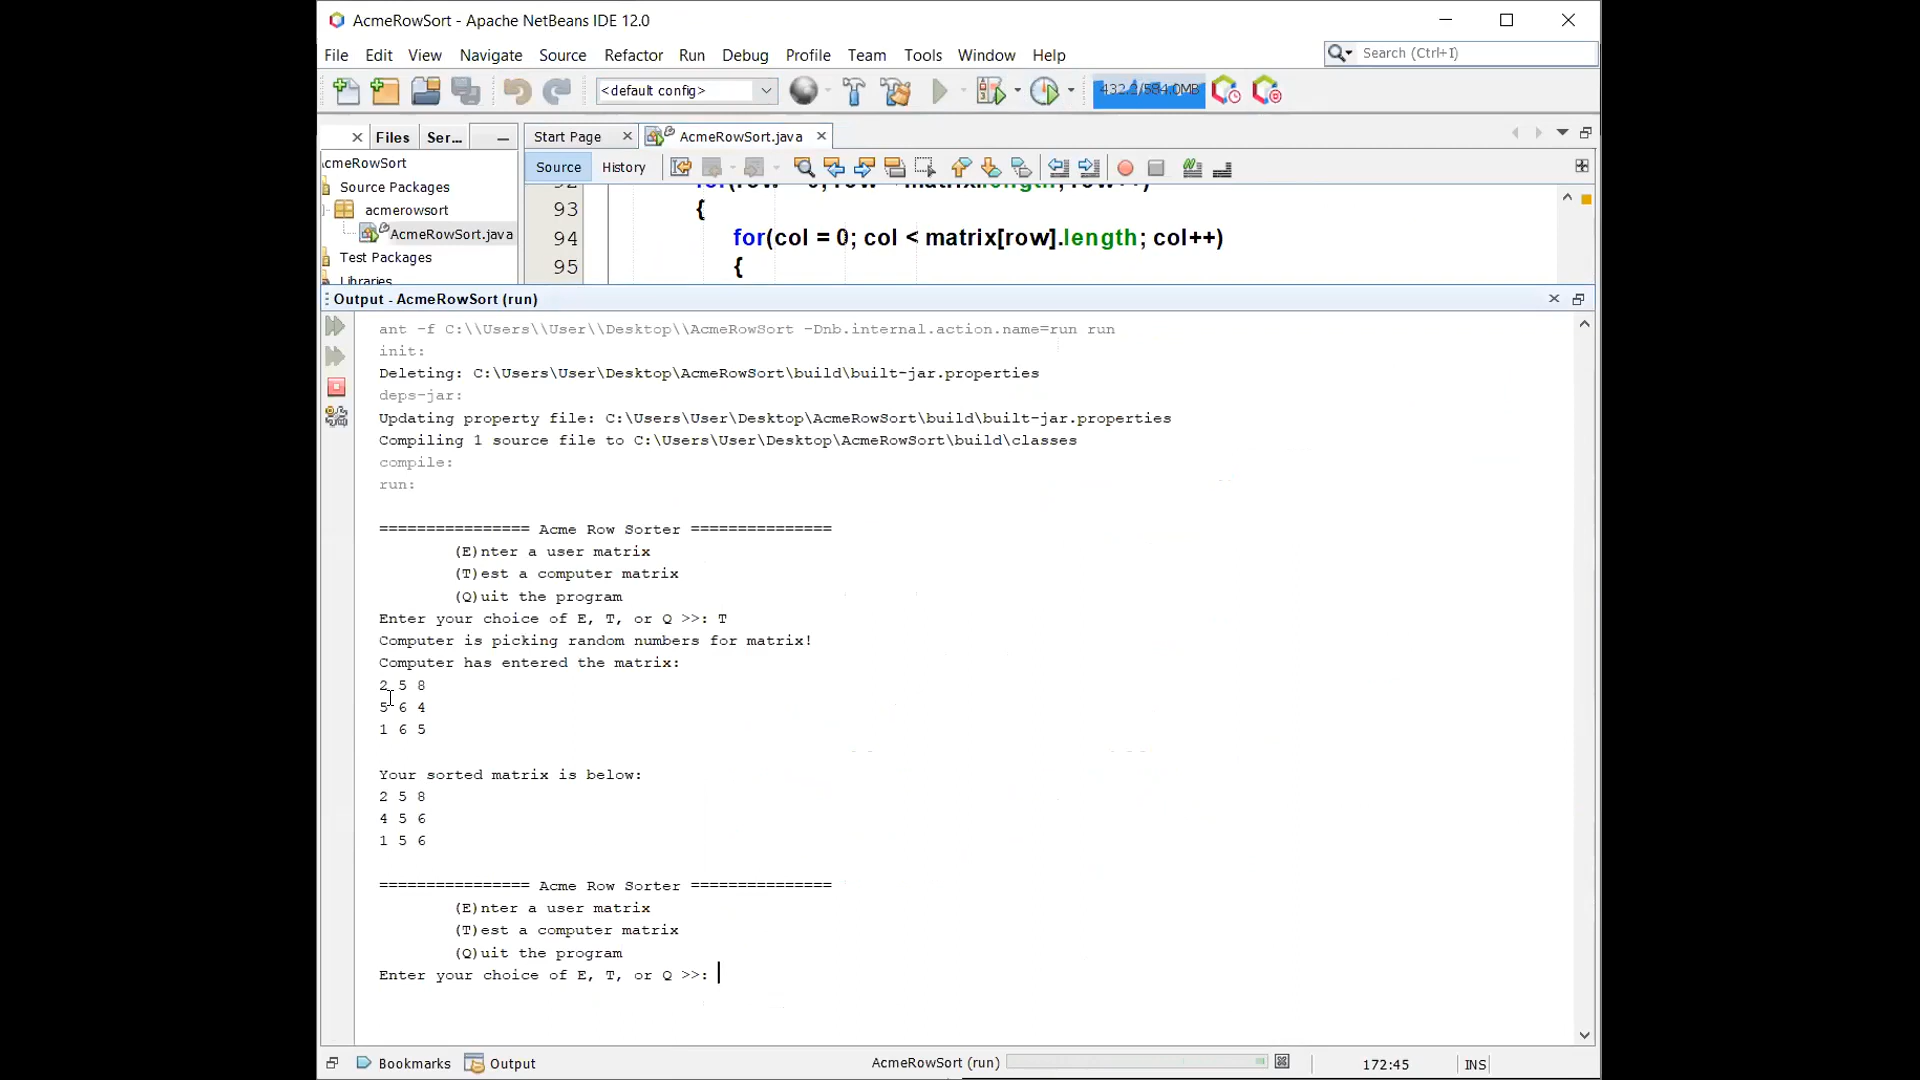 AcmeRowSort - Apache NetBeans IDE 12.0
File Edit View Navigate Source Refactor Run Debug Profile Team Tools Window Help
Search (Ctrl+I)
<default config>
Files Ser... Start Page AcmeRowSort.java
cmeRowSort
Source History
Source Packages
acmerowsort
AcmeRowSort.java
Test Packages
Libraries
93 {
94 for(col = 0; col < matrix[row].length; col++)
95 {
Output - AcmeRowSort (run)
ant -f C:\\Users\\User\\Desktop\\AcmeRowSort -Dnb.internal.action.name=run run
init:
Deleting: C:\Users\User\Desktop\AcmeRowSort\build\built-jar.properties
deps-jar:
Updating property file: C:\Users\User\Desktop\AcmeRowSort\build\built-jar.properties
Compiling 1 source file to C:\Users\User\Desktop\AcmeRowSort\build\classes
compile:
run:
================ Acme Row Sorter ===============
(E)nter a user matrix
(T)est a computer matrix
(Q)uit the program
Enter your choice of E, T, or Q >>: T
Computer is picking random numbers for matrix!
Computer has entered the matrix:
2 5 8
5 6 4
1 6 5
Your sorted matrix is below:
2 5 8
4 5 6
1 5 6
================ Acme Row Sorter ===============
(E)nter a user matrix
(T)est a computer matrix
(Q)uit the program
Enter your choice of E, T, or Q >>:
Bookmarks Output AcmeRowSort (run) 172:45 INS